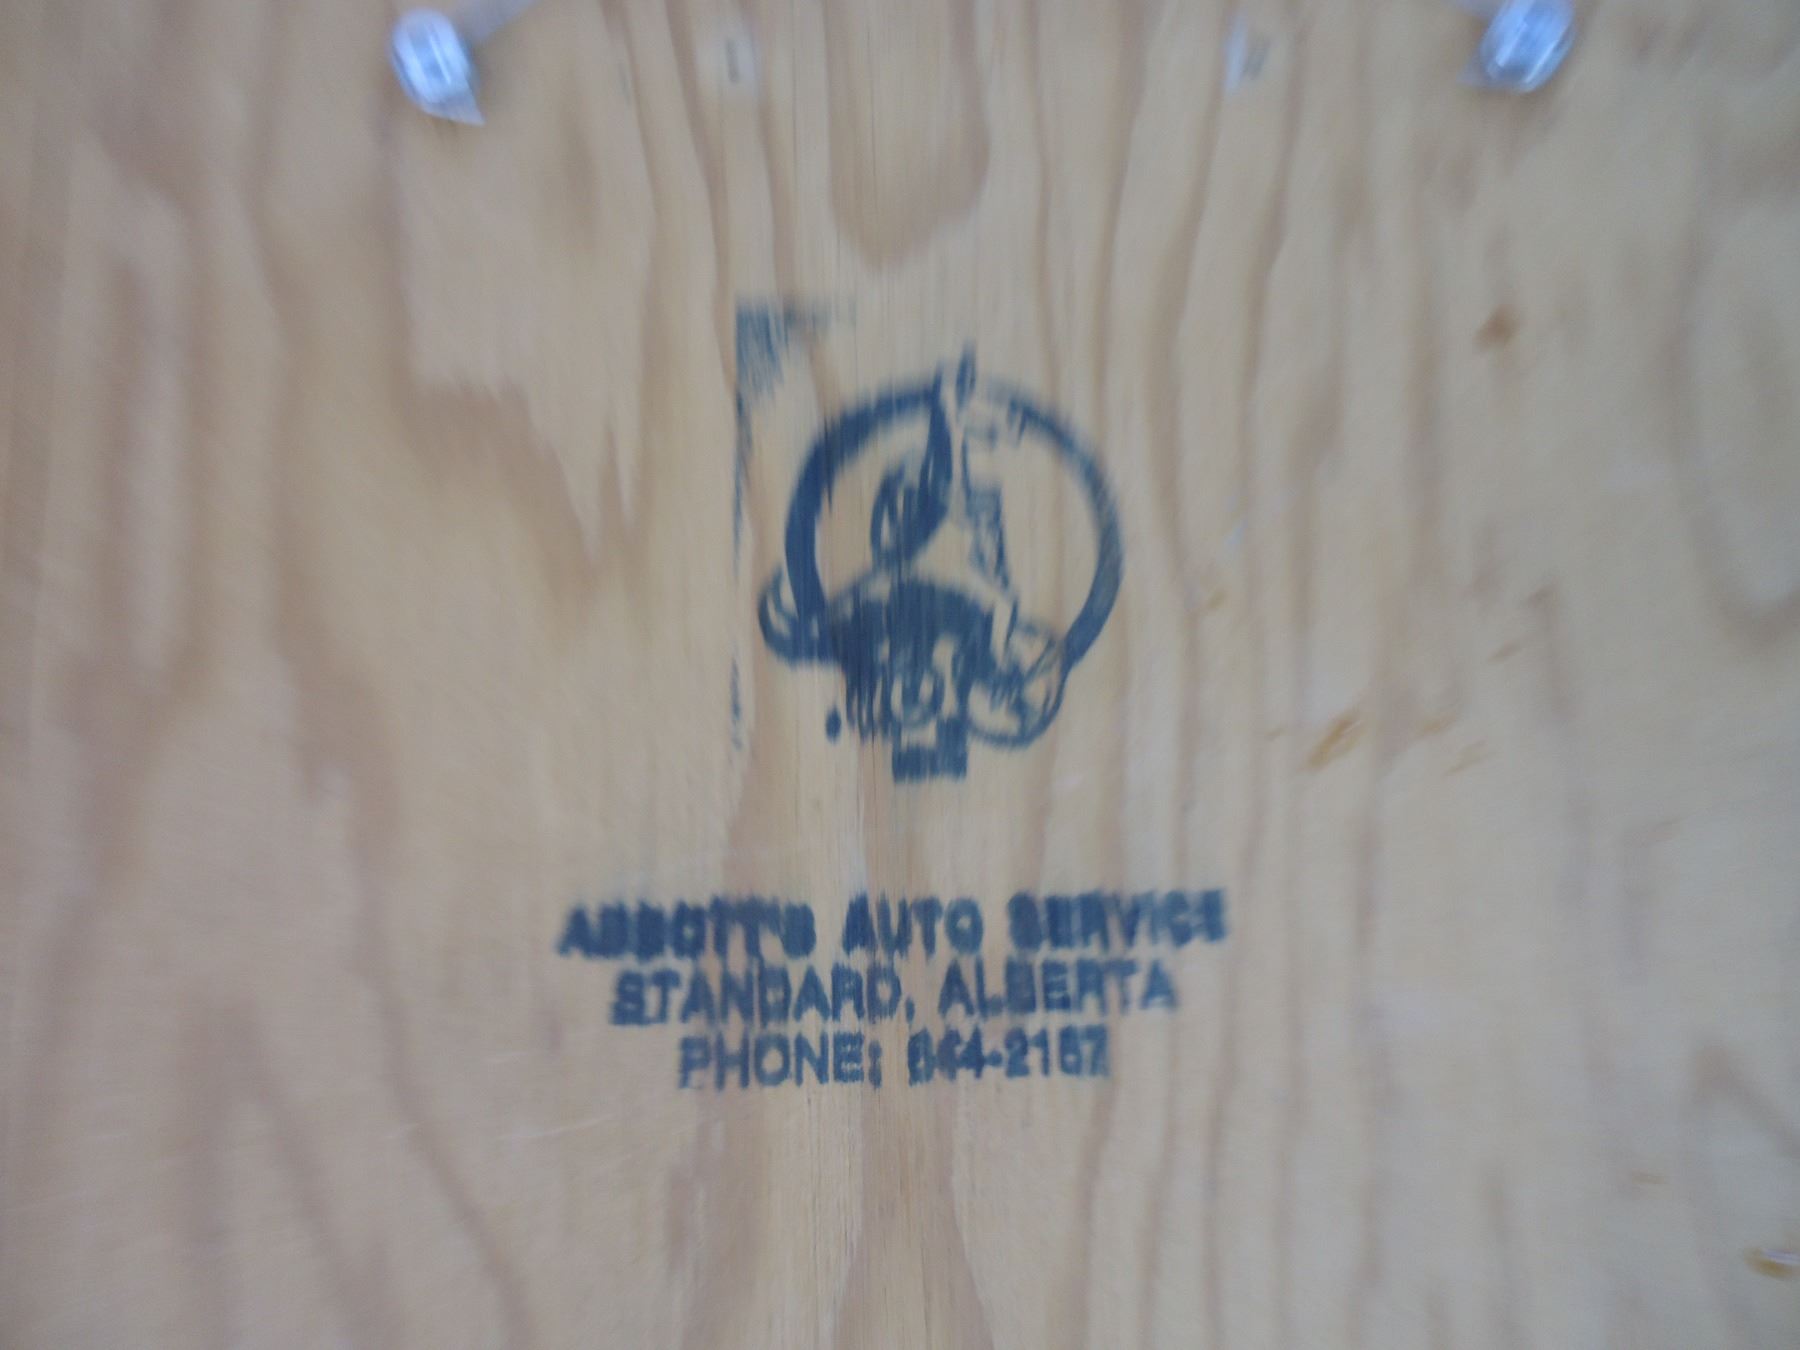 ABBOTT'S AUTO SERVICE
STANDARD, ALBERTA
PHONE: 644-2167